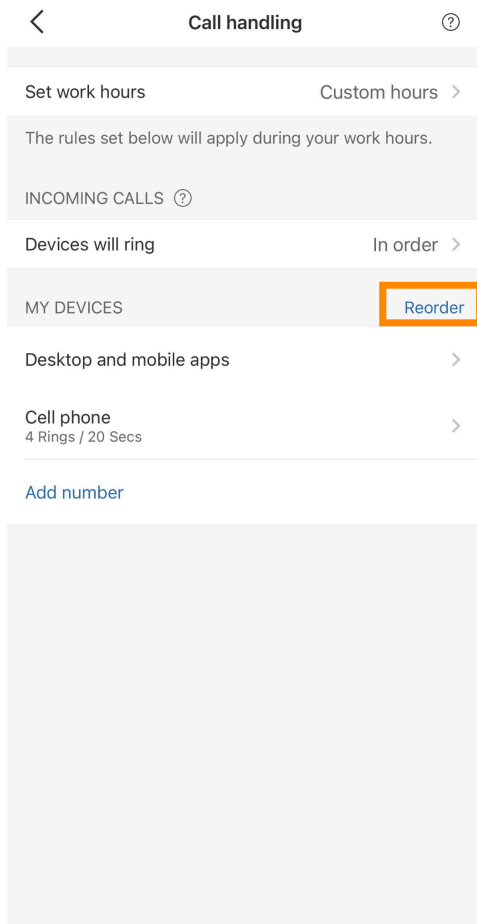 Call handling
Set work hours Custom hours
The rules set below will apply during your work hours.
INCOMING CALLS
Devices will ring In order
MY DEVICES Reorder
Desktop and mobile apps
Cell phone
4 Rings / 20 Secs
Add number